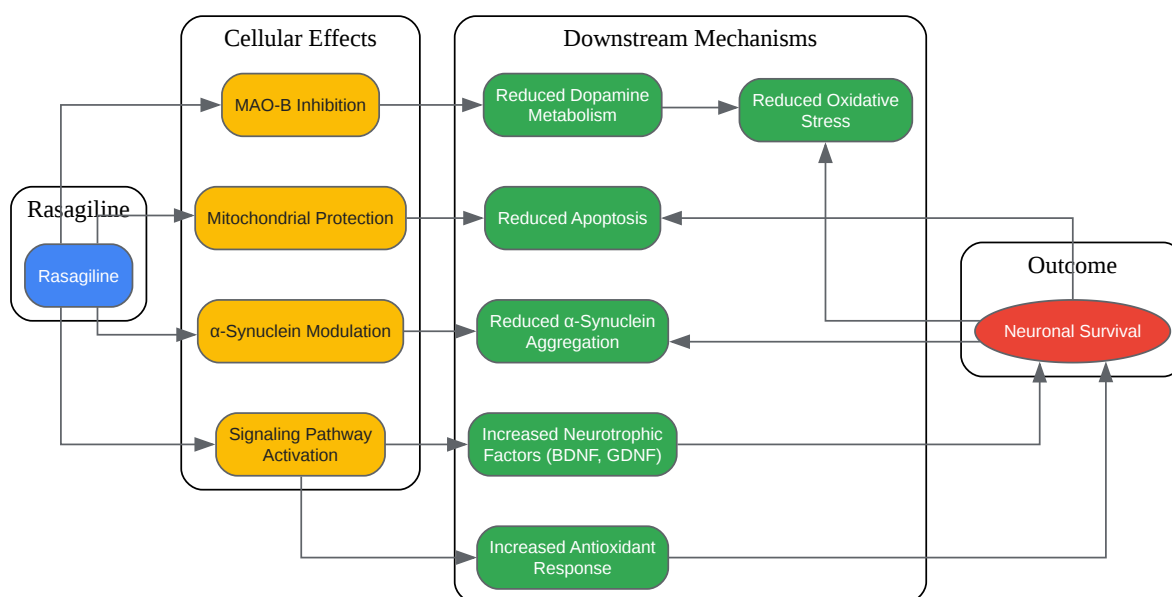 Cellular Effects
Downstream Mechanisms
MAO-B Inhibition
Reduced Dopamine
Metabolism
Reduced Oxidative
Stress
Rasagiline
Mitochondrial Protection
Reduced Apoptosis
Rasagiline
Outcome
α-Synuclein Modulation
Reduced α-Synuclein
Aggregation
Neuronal Survival
Signaling Pathway
Activation
Increased Neurotrophic
Factors (BDNF, GDNF)
Increased Antioxidant
Response